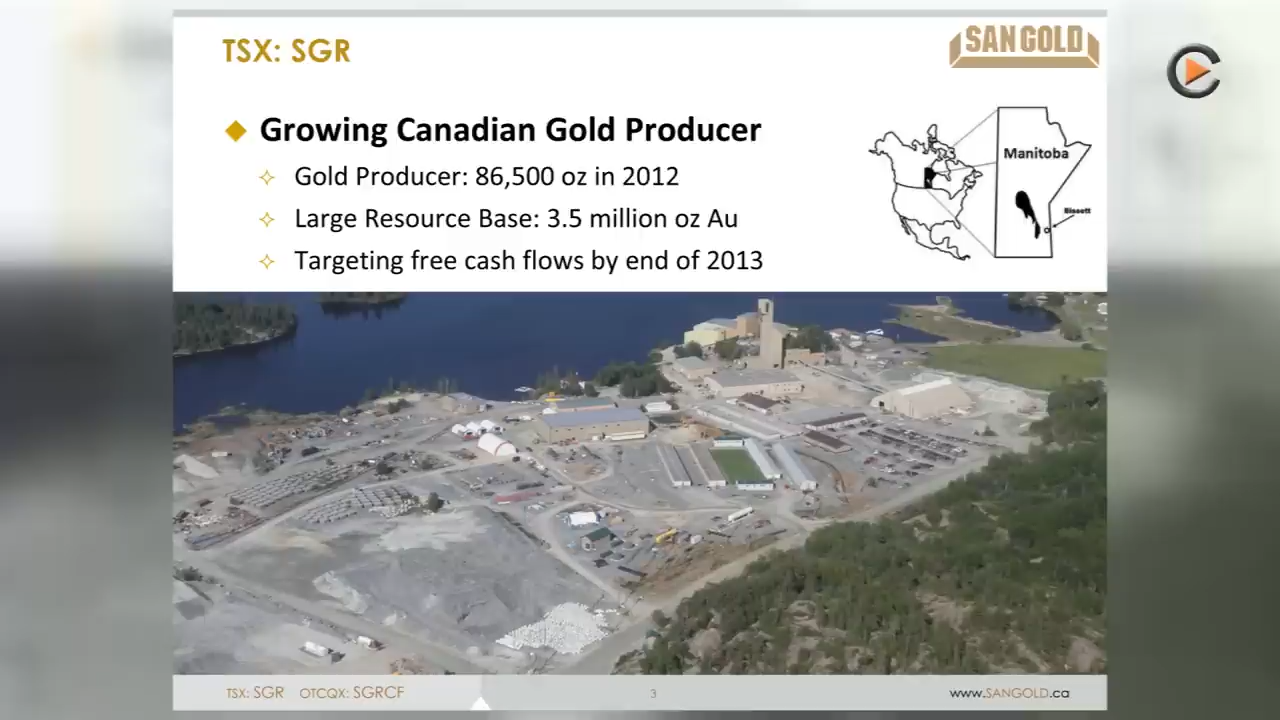 TSX: SGR
SAN GOLD
Growing Canadian Gold Producer
Gold Producer: 86,500 oz in 2012
Large Resource Base: 3.5 million oz Au
Targeting free cash flows by end of 2013
Manitoba
Bissett
TSX: SGR OTCQX: SGRCF
3
www.SANGOLD.ca